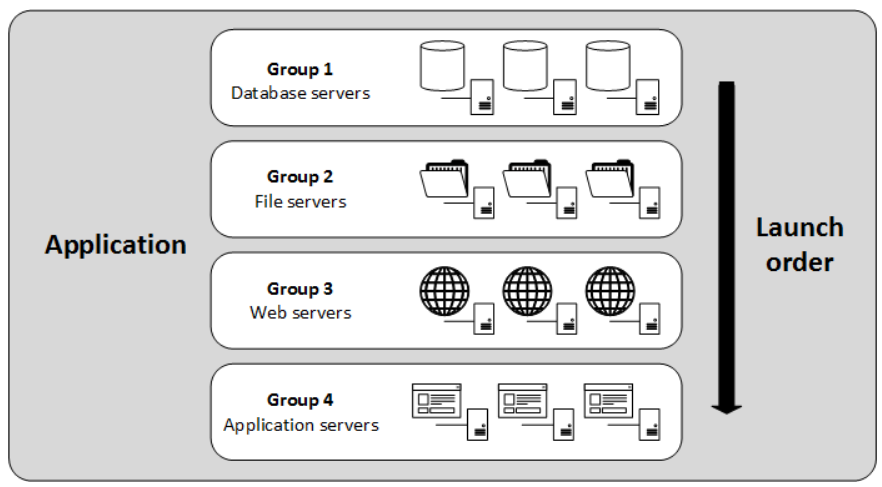 Group 1
Database servers
Group 2
File servers
Application
Launch
order
Group 3
Web servers
Group 4
Application servers